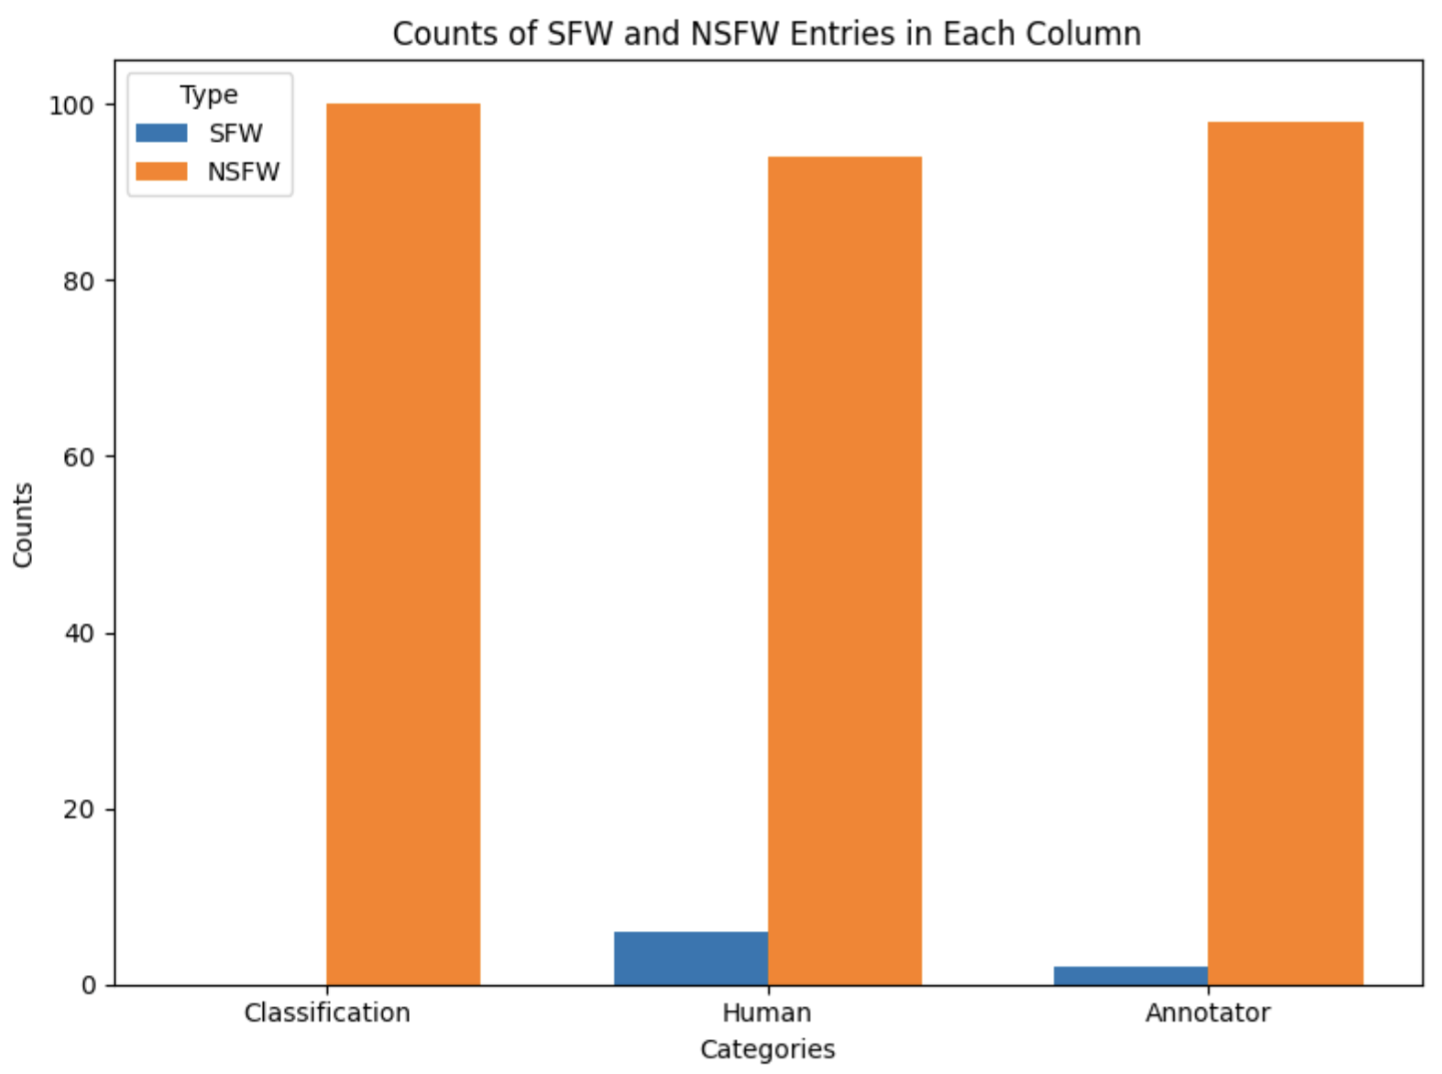 Counts of SFW and NSFW Entries in Each Column
Type
SFW
NSFW
100
80
60
40
20
0
Counts
Classification
Human
Annotator
Categories